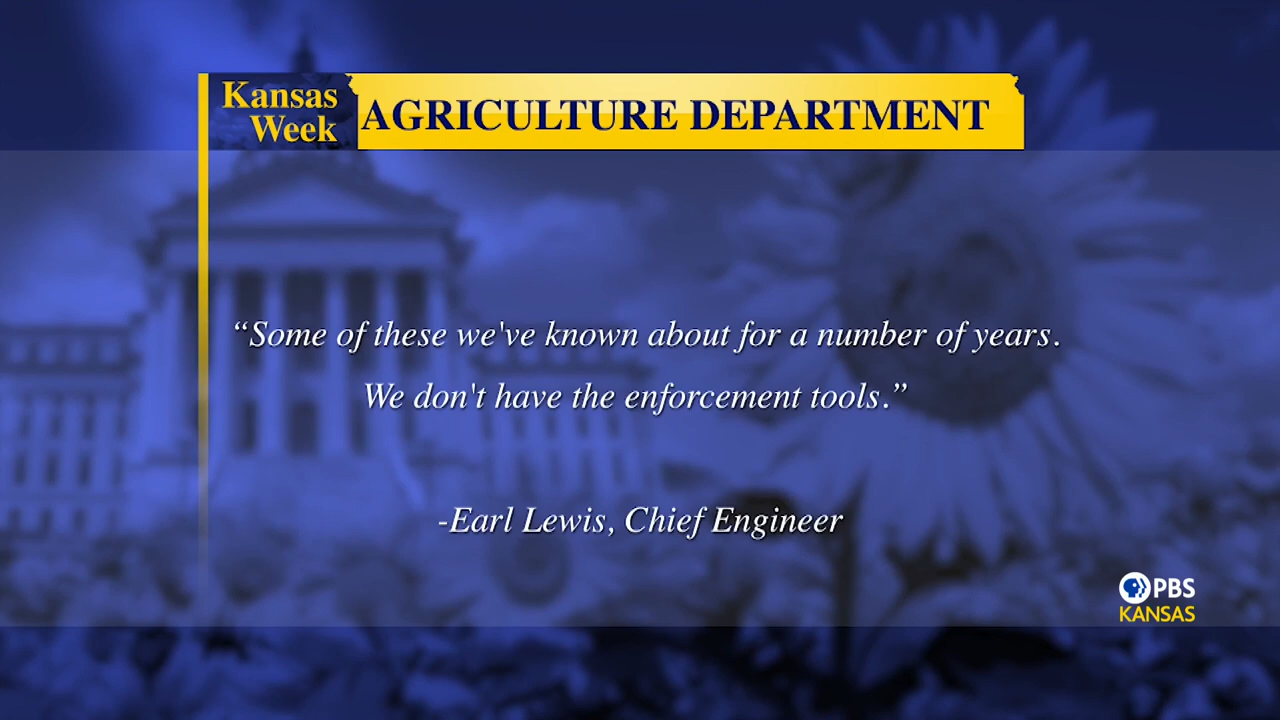 Kansas
Week
AGRICULTURE DEPARTMENT
“Some of these we've known about for a number of years.
We don't have the enforcement tools.”
-Earl Lewis, Chief Engineer
PBS
KANSAS